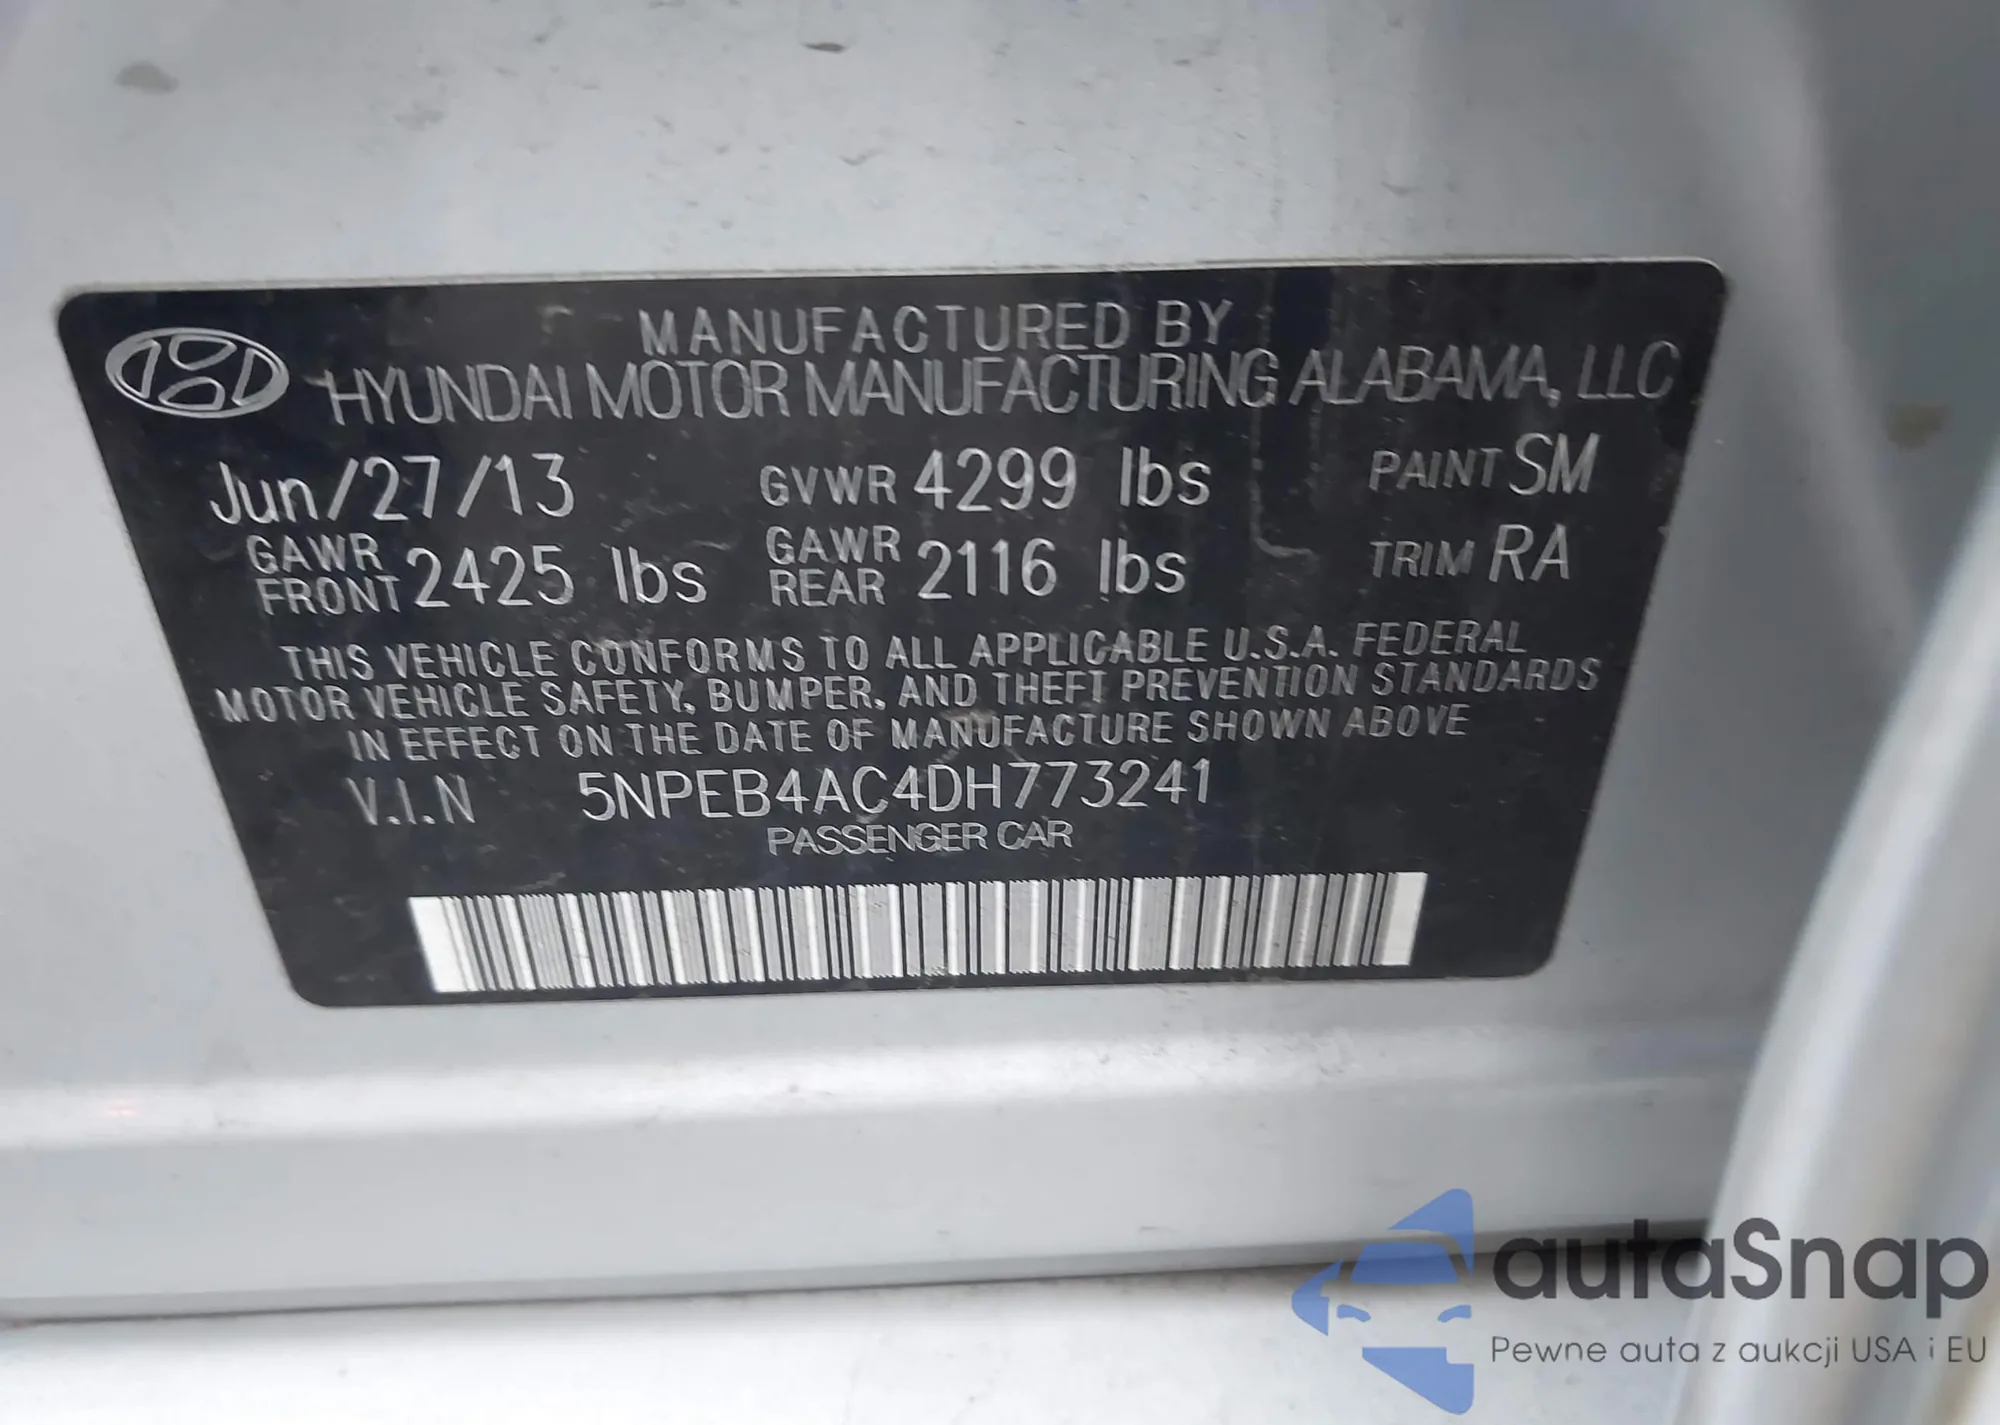 MANUFACTURED BY
HYUNDAI MOTOR MANUFACTURING ALABAMA, LLC
Jun/27/13 GVWR 4299 lbs PAINT SM
GAWR FRONT 2425 lbs GAWR REAR 2116 lbs TRIM RA
THIS VEHICLE CONFORMS TO ALL APPLICABLE U.S.A. FEDERAL
MOTOR VEHICLE SAFETY, BUMPER, AND THEFT PREVENTION STANDARDS
IN EFFECT ON THE DATE OF MANUFACTURE SHOWN ABOVE
V.I.N 5NPEB4AC4DH773241
PASSENGER CAR
autaSnap
Pewne auta z aukcji USA i EU